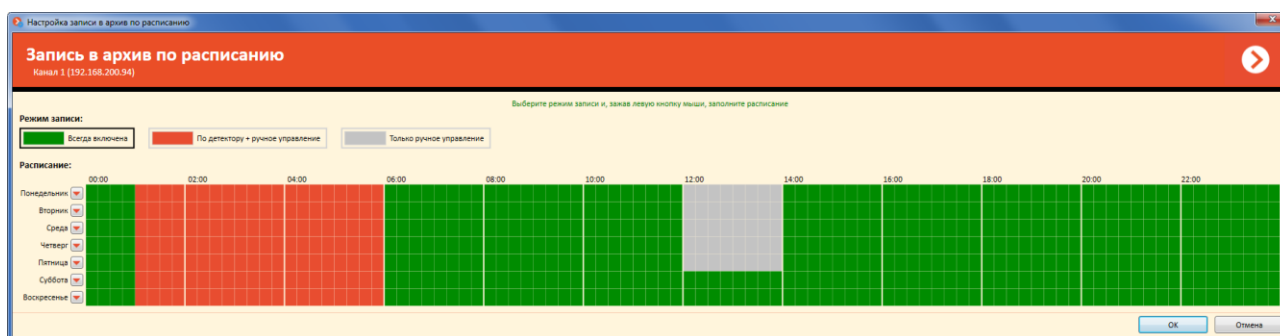 Настройка записи в архив по расписанию
Запись в архив по расписанию
Канал 1 (192.168.200.94)
Выберите режим записи и, зажав левую кнопку мыши, заполните расписание
Режим записи:
Всегда включена По детектору + ручное управление Только ручное управление
Расписание:
00:00 02:00 04:00 06:00 08:00 10:00 12:00 14:00 16:00 18:00 20:00 22:00
Понедельник
Вторник
Среда
Четверг
Пятница
Суббота
Воскресенье
ОК Отмена